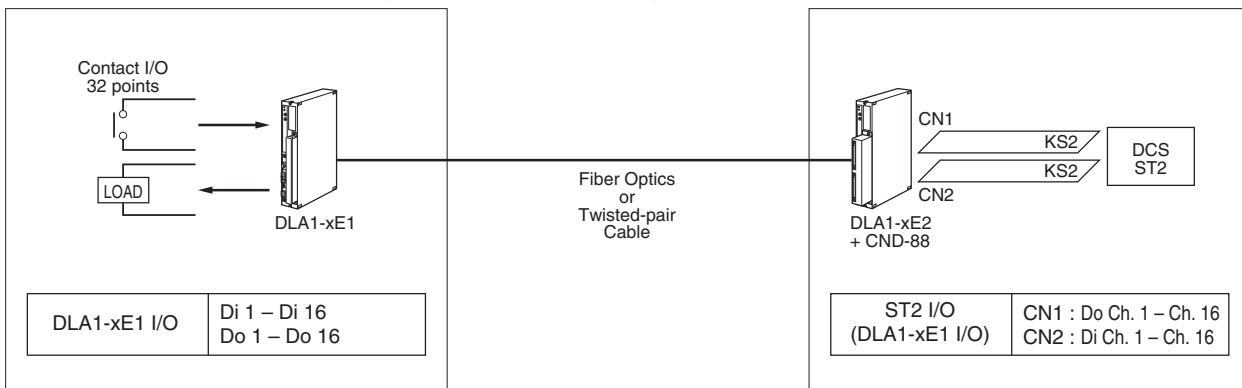 Contact I/O
32 points
LOAD
DLA1-xE1
Fiber Optics
or
Twisted-pair
Cable
CN1
KS2
KS2
CN2
DLA1-xE2
+ CND-88
DCS
ST2
DLA1-xE1 I/O
Di 1 – Di 16
Do 1 – Do 16
ST2 I/O
(DLA1-xE1 I/O)
CN1 : Do Ch. 1 – Ch. 16
CN2 : Di Ch. 1 – Ch. 16